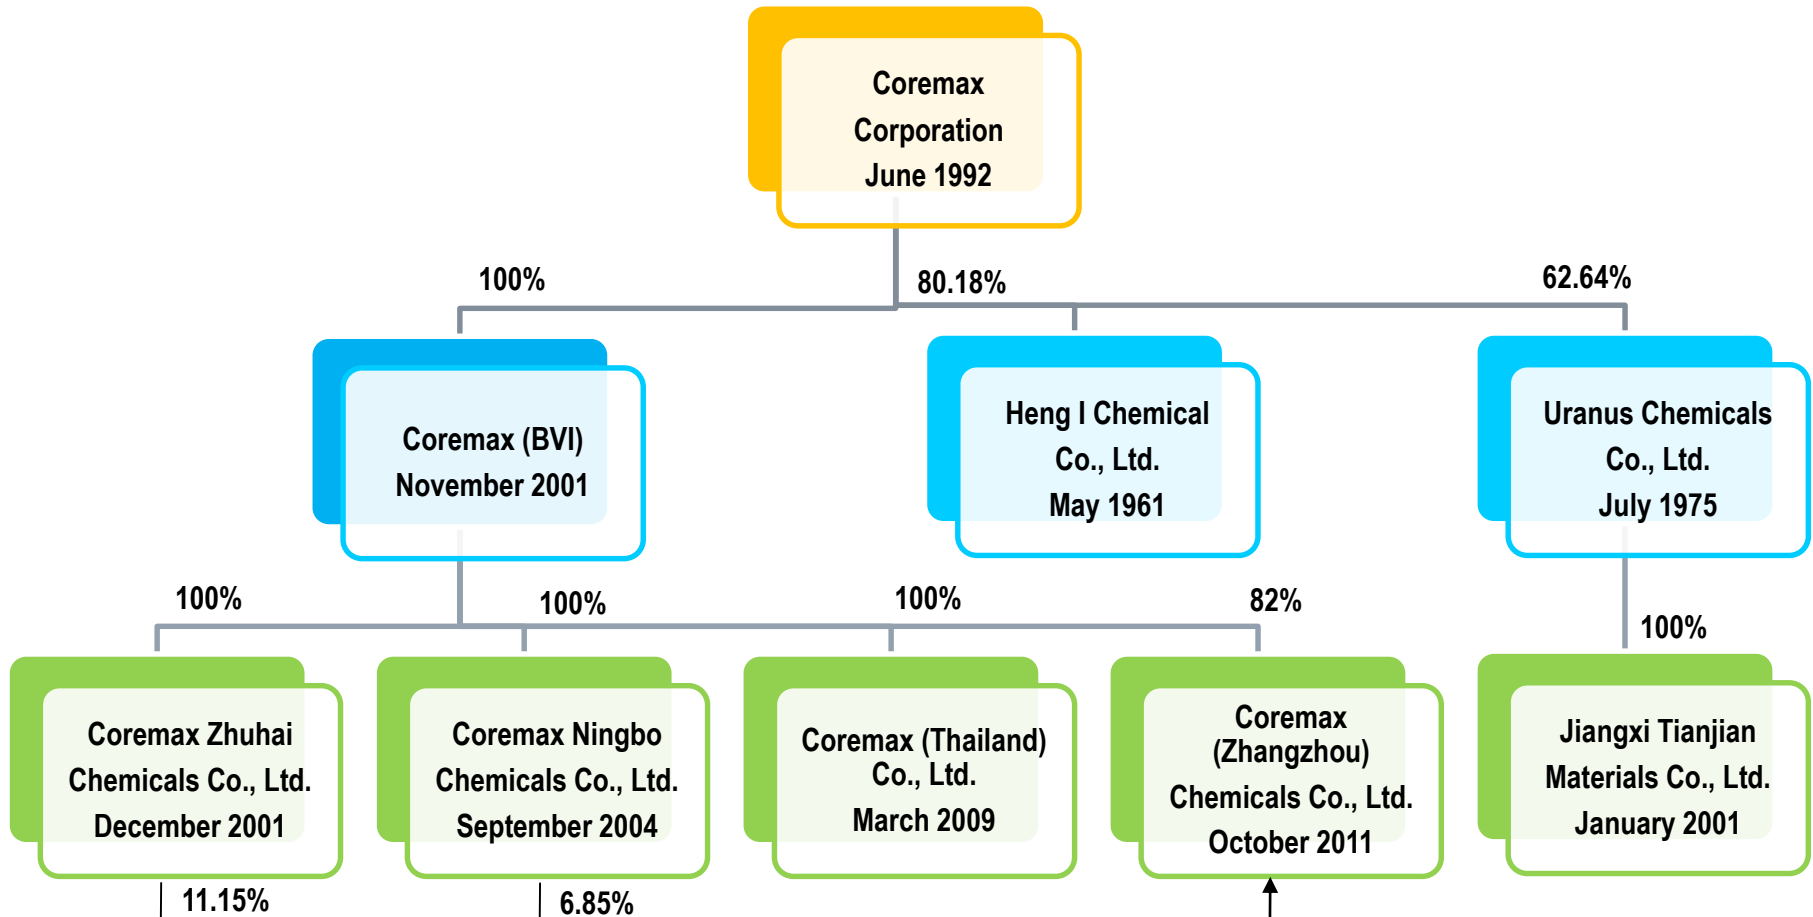 Coremax
Corporation
June 1992
100%
80.18%
62.64%
Coremax (BVI)
November 2001
Heng I Chemical
Co., Ltd.
May 1961
Uranus Chemicals
Co., Ltd.
July 1975
100%
100%
100%
82%
100%
Coremax Zhuhai
Chemicals Co., Ltd.
December 2001
Coremax Ningbo
Chemicals Co., Ltd.
September 2004
Coremax (Thailand)
Co., Ltd.
March 2009
Coremax
(Zhangzhou)
Chemicals Co., Ltd.
October 2011
Jiangxi Tianjian
Materials Co., Ltd.
January 2001
11.15%
6.85%